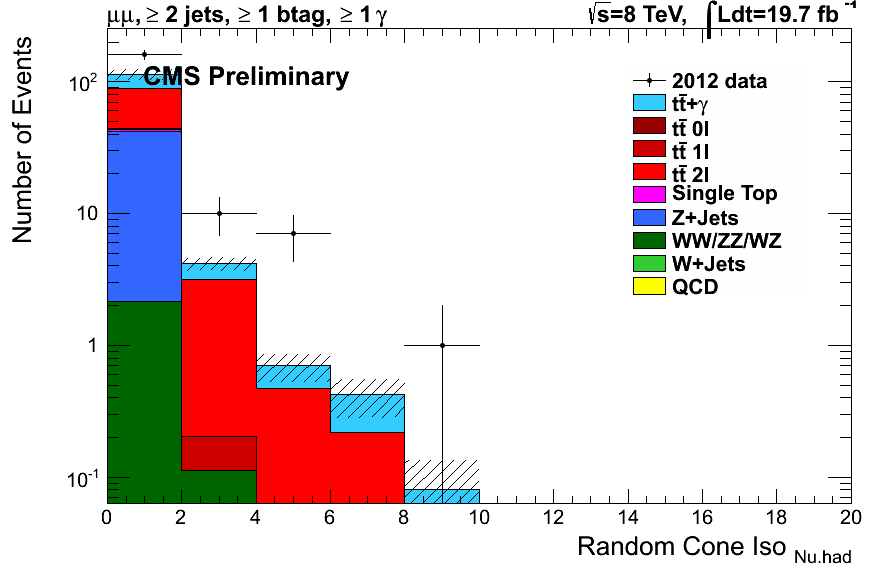 μμ, ≥ 2 jets, ≥ 1 btag, ≥ 1 γ
√s=8 TeV, ∫Ldt=19.7 fb⁻¹
CMS Preliminary
2012 data
tt̄+γ
tt̄ 0l
tt̄ 1l
tt̄ 2l
Single Top
Z+Jets
WW/ZZ/WZ
W+Jets
QCD
Number of Events
10²
10
1
10⁻¹
0 2 4 6 8 10 12 14 16 18 20
Random Cone Iso Nu.had